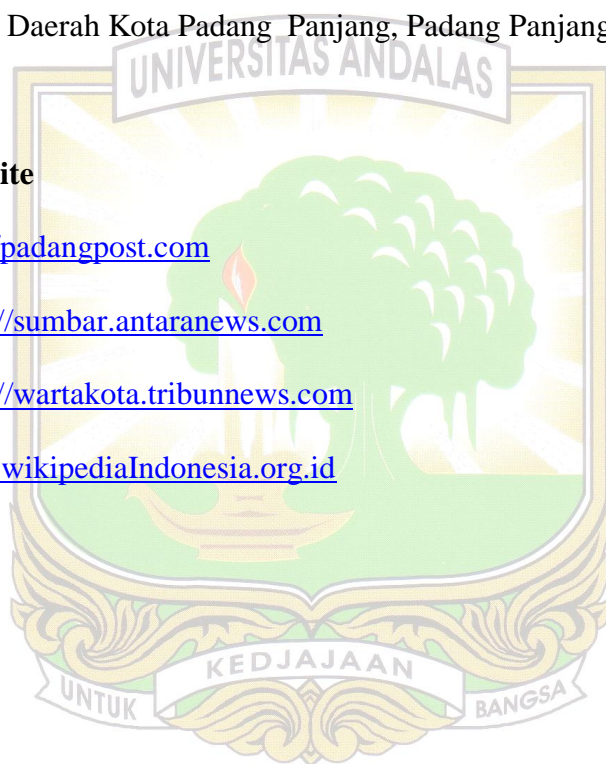 Daerah Kota Padang  Panjang, Padang Panjang
UNIVERSITAS ANDALAS
ite
/padangpost.com
//sumbar.antaranews.com
//wartakota.tribunnews.com
.wikipediaIndonesia.org.id
UNTUK KEDJAJAAN BANGSA